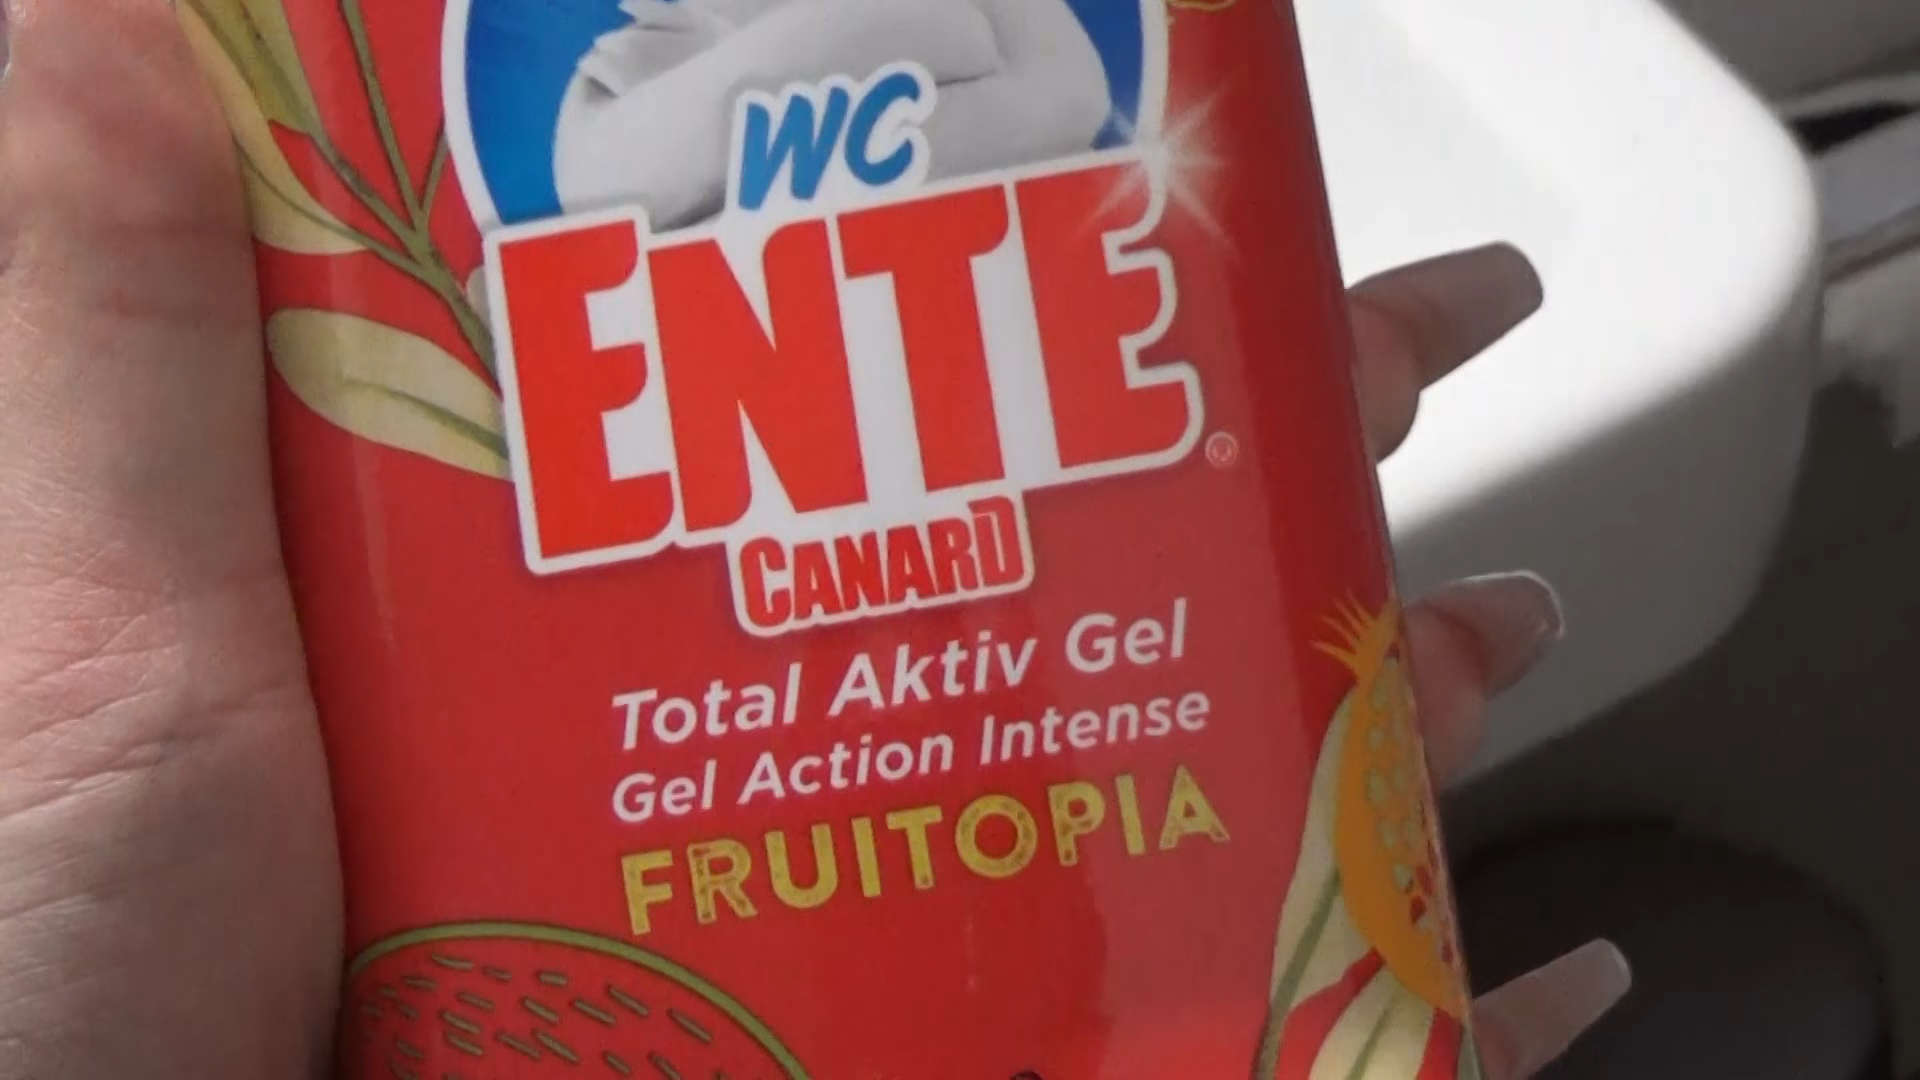 WC
ENTE®
CANARD
Total Aktiv Gel
Gel Action Intense
FRUITOPIA